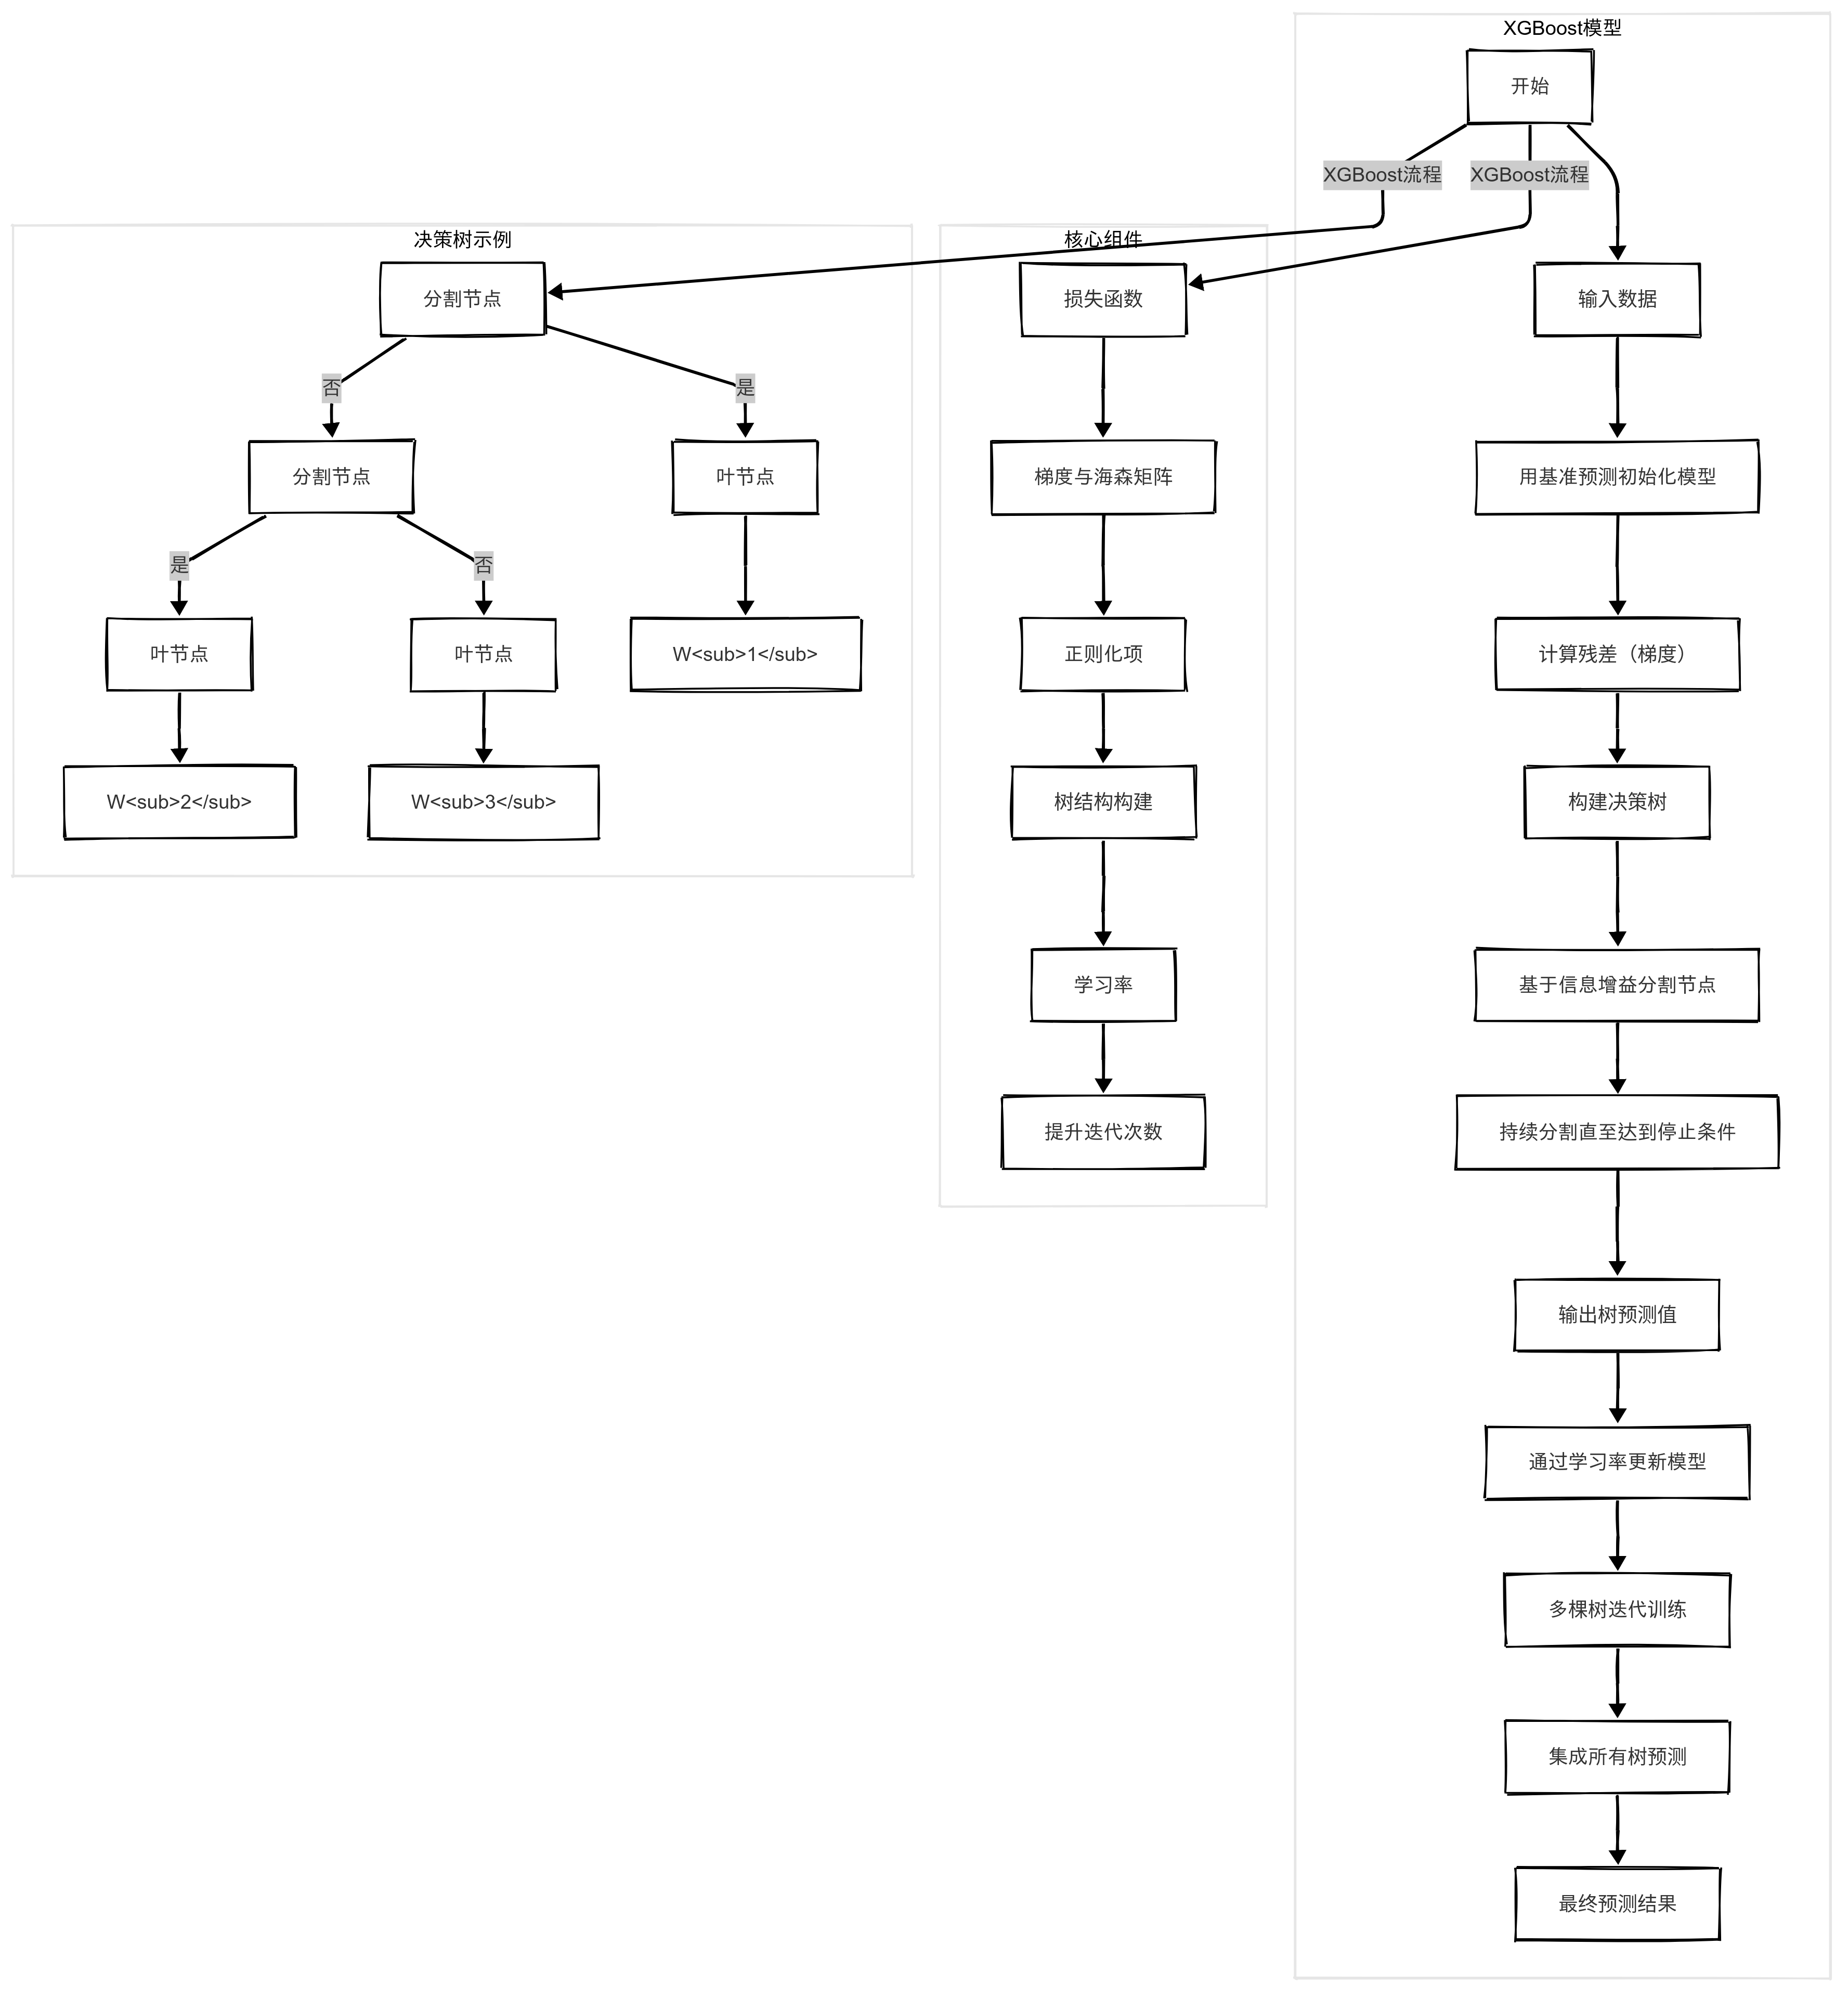 XGBoost模型
开始
XGBoost流程
XGBoost流程
决策树示例
分割节点
否
是
分割节点
叶节点
是
否
叶节点
叶节点
W<sub>1</sub>
W<sub>2</sub>
W<sub>3</sub>
核心组件
损失函数
梯度与海森矩阵
正则化项
树结构构建
学习率
提升迭代次数
输入数据
用基准预测初始化模型
计算残差（梯度）
构建决策树
基于信息增益分割节点
持续分割直至达到停止条件
输出树预测值
通过学习率更新模型
多棵树迭代训练
集成所有树预测
最终预测结果